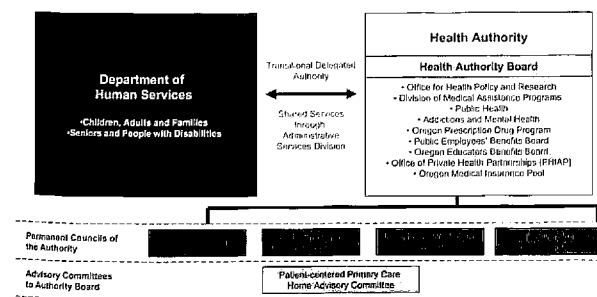 Department of
Human Services
•Children, Adults and Families
•Seniors and People with Disabilities
Transitional Delegated
Authority
Shared Services
through
Administrative
Services Division
Health Authority
Health Authority Board
• Office for Health Policy and Research
• Division of Medical Assistance Programs
• Public Health
• Addictions and Mental Health
• Oregon Prescription Drug Program
• Public Employees' Benefits Board
• Oregon Educators Benefits Board
• Office of Private Health Partnerships (FHIAP)
• Oregon Medical Insurance Pool
Permanent Councils of
the Authority
Advisory Committees
to Authority Board
Patient-centered Primary Care
Home Advisory Committee